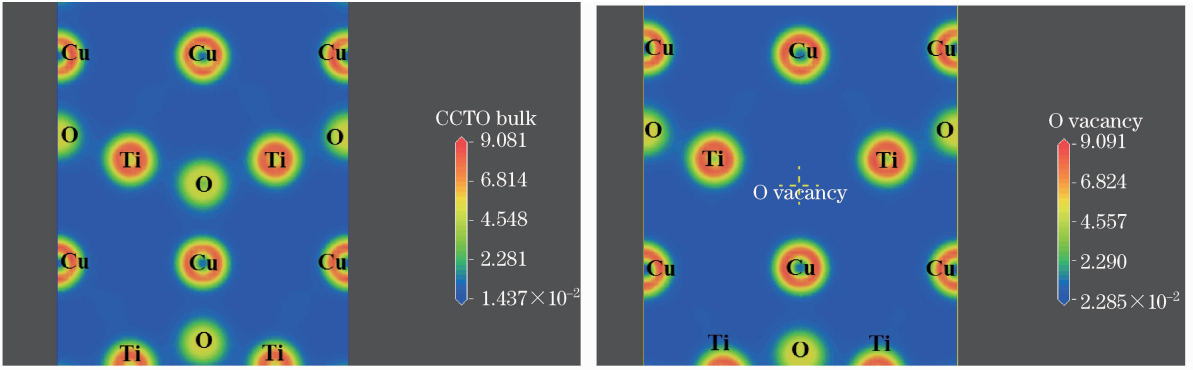 Cu Cu Cu
O O
Ti Ti
O
Cu Cu Cu
O
Ti Ti
CCTO bulk
9.081
6.814
4.548
2.281
1.437×10⁻²
Cu Cu Cu
O O
Ti Ti
O vacancy
Cu Cu Cu
Ti Ti
O
O vacancy
9.091
6.824
4.557
2.290
2.285×10⁻²